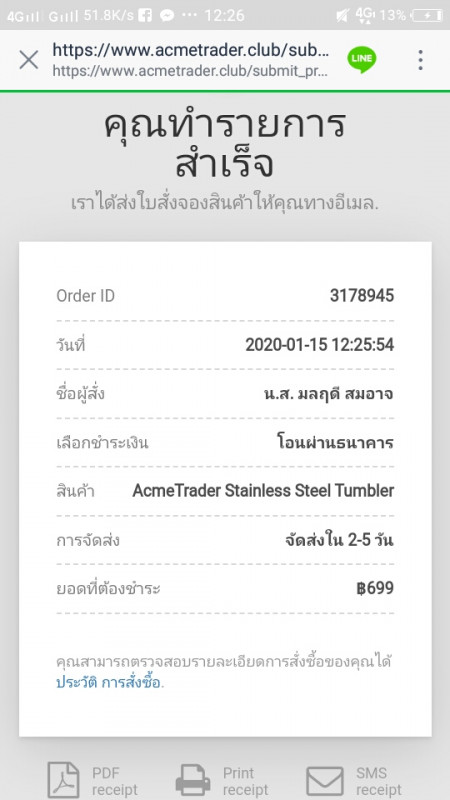 4G 51.8K/s 12:26 4G 13%
https://www.acmetrader.club/sub...
LINE
https://www.acmetrader.club/submit_pr...
คุณทำรายการ
สำเร็จ
เราได้ส่งใบสั่งจองสินค้าให้คุณทางอีเมล.
Order ID 3178945
วันที่ 2020-01-15 12:25:54
ชื่อผู้สั่ง น.ส. มลฤดี สมอาจ
เลือกชำระเงิน โอนผ่านธนาคาร
สินค้า AcmeTrader Stainless Steel Tumbler
การจัดส่ง จัดส่งใน 2-5 วัน
ยอดที่ต้องชำระ ฿699
คุณสามารถตรวจสอบรายละเอียดการสั่งซื้อของคุณได้
ประวัติ การสั่งซื้อ.
PDF receipt
Print receipt
SMS receipt